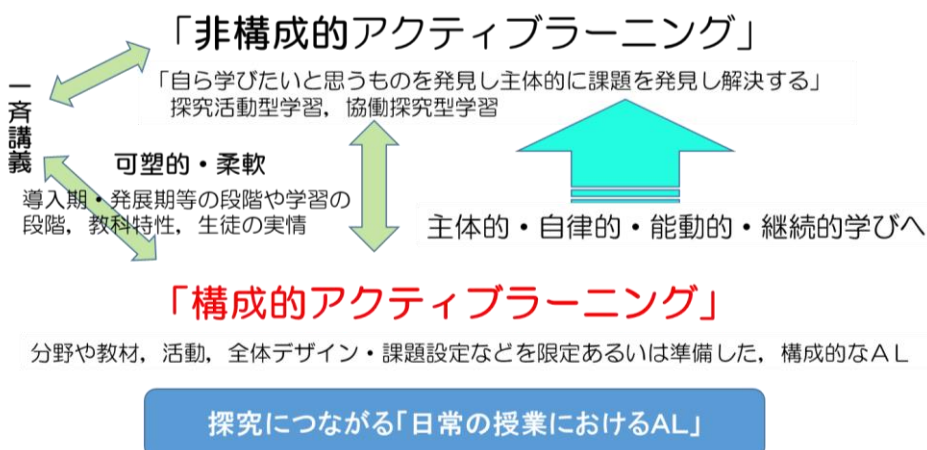 「非構成的アクティブラーニング」
「自ら学びたいと思うものを発見し主体的に課題を発見し解決する」
探究活動型学習，協働探究型学習
一斉講義
可塑的・柔軟
導入期・発展期等の段階や学習の
段階，教科特性，生徒の実情
主体的・自律的・能動的・継続的学びへ
「構成的アクティブラーニング」
分野や教材，活動，全体デザイン・課題設定などを限定あるいは準備した，構成的なＡＬ
探究につながる「日常の授業におけるAL」